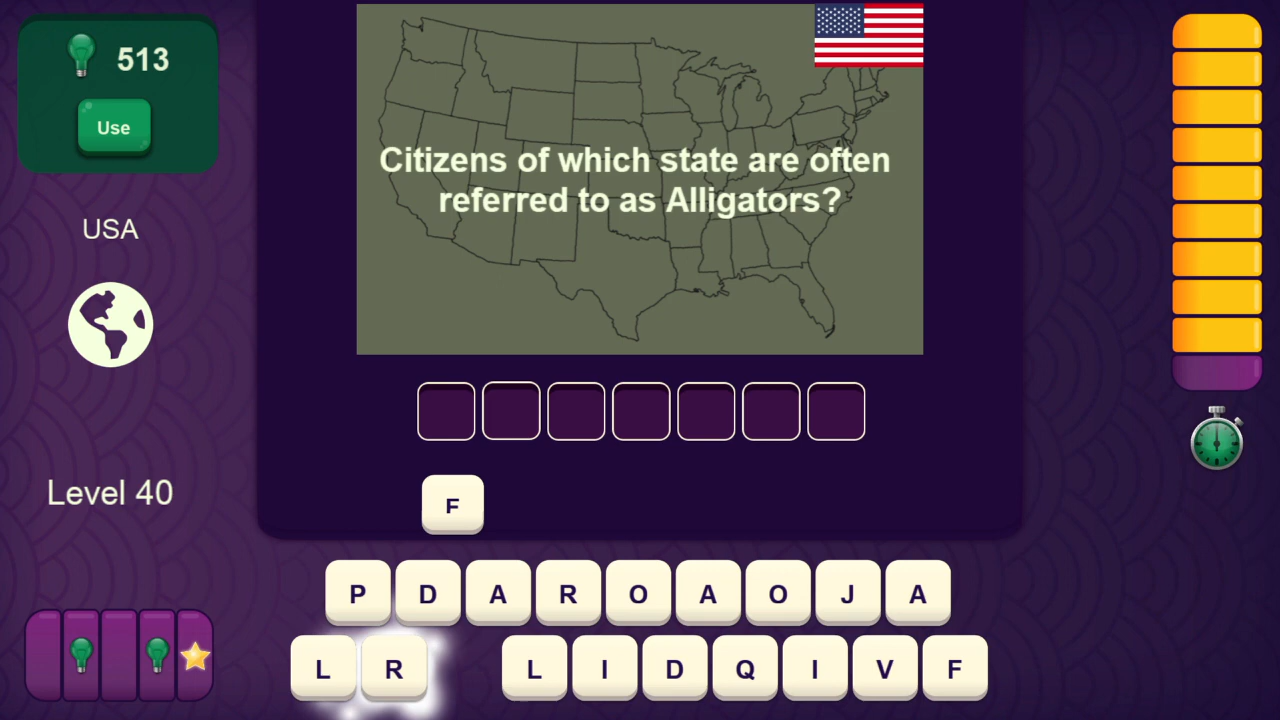 513
Use
Citizens of which state are often
referred to as Alligators?
USA
Level 40
F
P D A R O A O J A
L R L I D Q I V F